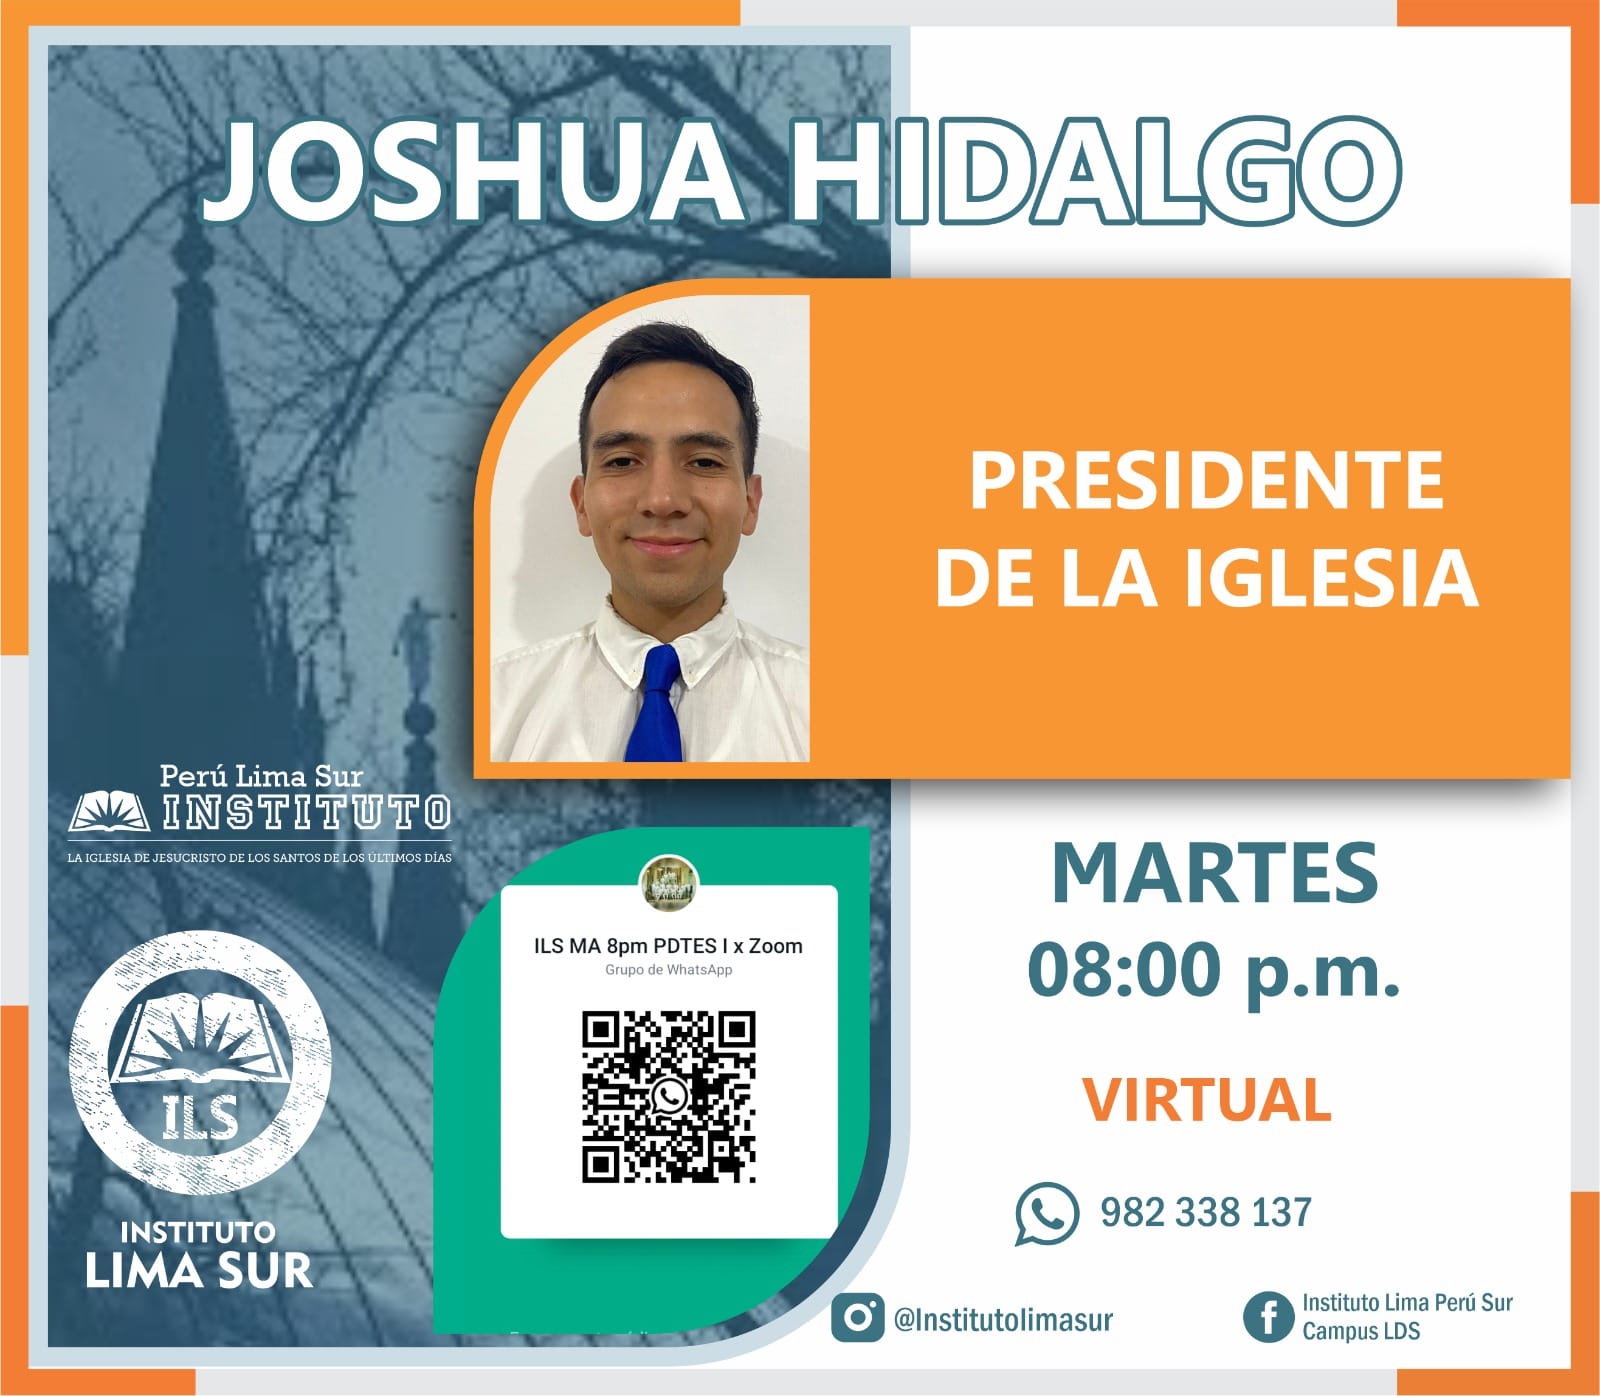 JOSHUA HIDALGO
PRESIDENTE
DE LA IGLESIA
Perú Lima Sur
INSTITUTO
LA IGLESIA DE JESUCRISTO DE LOS SANTOS DE LOS ÚLTIMOS DÍAS
ILS
INSTITUTO
LIMA SUR
ILS MA 8pm PDTES I x Zoom
Grupo de WhatsApp
MARTES
08:00 p.m.
VIRTUAL
982 338 137
@Institutolimasur
Instituto Lima Perú Sur
Campus LDS